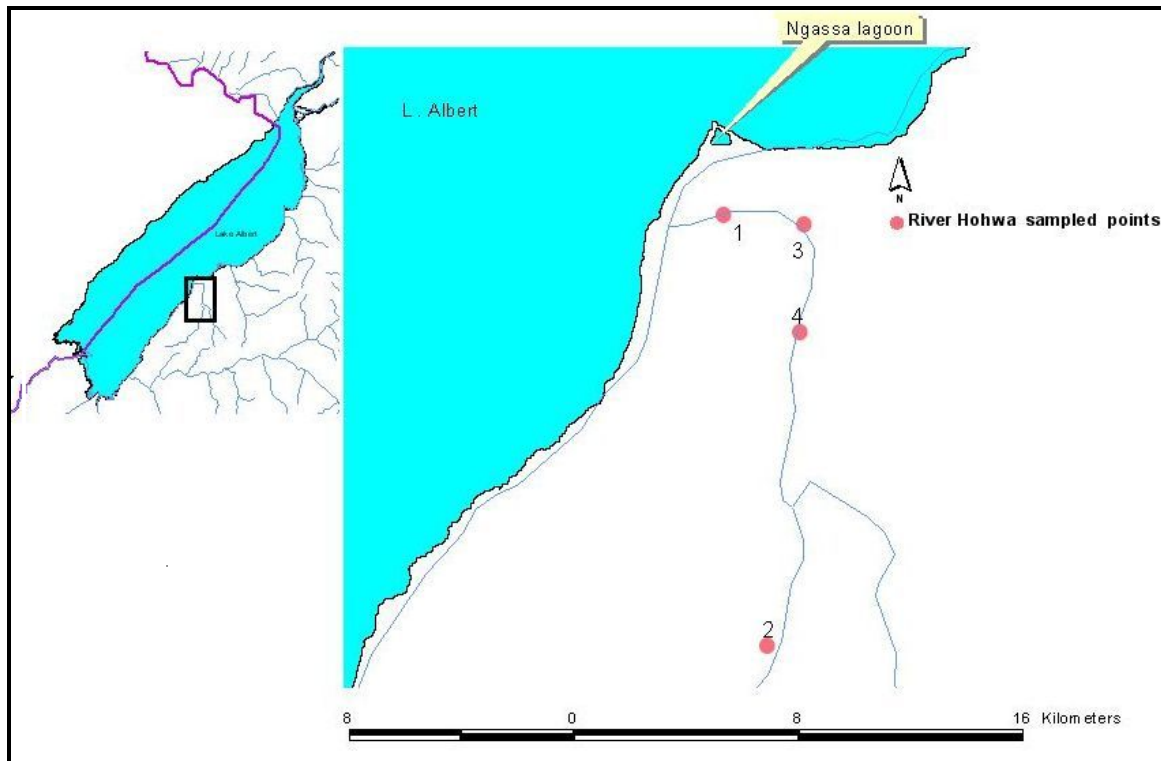 Ngassa lagoon
L . Albert
Lake Albert
N
River Hohwa sampled points
1
3
4
2
8 0 8 16 Kilometers